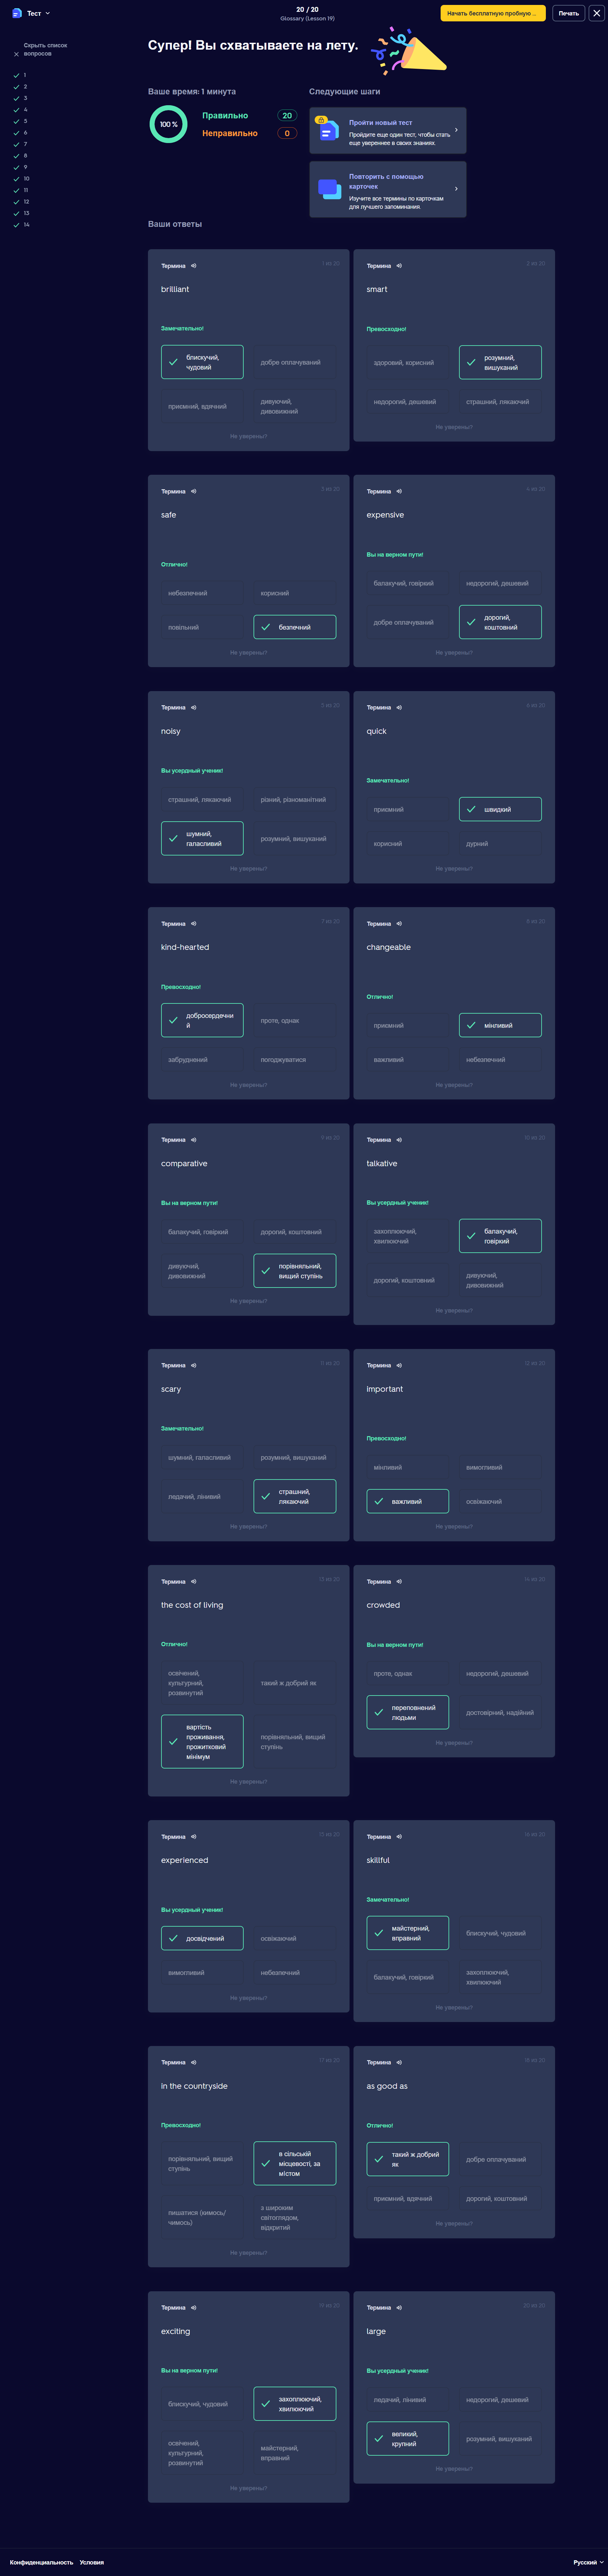 Тест
20 / 20
Glossary (Lesson 19)
Начать бесплатную пробную ...
Печать
Скрыть список
вопросов
1
2
3
4
5
6
7
8
9
10
11
12
13
14
Супер! Вы схватываете на лету.
Ваше время: 1 минута
100 %
Правильно
20
Неправильно
0
Следующие шаги
Пройти новый тест
Пройдите еще один тест, чтобы стать
еще увереннее в своих знаниях.
Повторить с помощью
карточек
Изучите все термины по карточкам
для лучшего запоминания.
Ваши ответы
Термина
1 из 20
brilliant
Замечательно!
блискучий,
чудовий
добре оплачуваний
приємний, вдячний
дивуючий,
дивовижний
Не уверены?
Термина
2 из 20
smart
Превосходно!
здоровий, корисний
розумний,
вишуканий
недорогий, дешевий
страшний, лякаючий
Не уверены?
Термина
3 из 20
safe
Отлично!
небезпечний
корисний
повільний
безпечний
Не уверены?
Термина
4 из 20
expensive
Вы на верном пути!
балакучий, говіркий
недорогий, дешевий
добре оплачуваний
дорогий,
коштовний
Не уверены?
Термина
5 из 20
noisy
Вы усердный ученик!
страшний, лякаючий
різний, різноманітний
шумний,
галасливий
розумний, вишуканий
Не уверены?
Термина
6 из 20
quick
Замечательно!
приємний
швидкий
корисний
дурний
Не уверены?
Термина
7 из 20
kind-hearted
Превосходно!
добросердечни
й
проте, однак
забруднений
погоджуватися
Не уверены?
Термина
8 из 20
changeable
Отлично!
приємний
мінливий
важливий
небезпечний
Не уверены?
Термина
9 из 20
comparative
Вы на верном пути!
балакучий, говіркий
дорогий, коштовний
дивуючий,
дивовижний
порівняльний,
вищий ступінь
Не уверены?
Термина
10 из 20
talkative
Вы усердный ученик!
захоплюючий,
хвилюючий
балакучий,
говіркий
дорогий, коштовний
дивуючий,
дивовижний
Не уверены?
Термина
11 из 20
scary
Замечательно!
шумний, галасливий
розумний, вишуканий
ледачий, лінивий
страшний,
лякаючий
Не уверены?
Термина
12 из 20
important
Превосходно!
мінливий
вимогливий
важливий
освіжаючий
Не уверены?
Термина
13 из 20
the cost of living
Отлично!
освічений,
культурний,
розвинутий
такий ж добрий як
вартість
проживання,
прожитковий
мінімум
порівняльний, вищий
ступінь
Не уверены?
Термина
14 из 20
crowded
Вы на верном пути!
проте, однак
недорогий, дешевий
переповнений
людьми
достовірний, надійний
Не уверены?
Термина
15 из 20
experienced
Вы усердный ученик!
досвідчений
освіжаючий
вимогливий
небезпечний
Не уверены?
Термина
16 из 20
skillful
Замечательно!
майстерний,
вправний
блискучий, чудовий
балакучий, говіркий
захоплюючий,
хвилюючий
Не уверены?
Термина
17 из 20
in the countryside
Превосходно!
порівняльний, вищий
ступінь
в сільській
місцевості, за
містом
пишатися (кимось/
чимось)
з широким
світоглядом,
відкритий
Не уверены?
Термина
18 из 20
as good as
Отлично!
такий ж добрий
як
добре оплачуваний
приємний, вдячний
дорогий, коштовний
Не уверены?
Термина
19 из 20
exciting
Вы на верном пути!
блискучий, чудовий
захоплюючий,
хвилюючий
освічений,
культурний,
розвинутий
майстерний,
вправний
Не уверены?
Термина
20 из 20
large
Вы усердный ученик!
ледачий, лінивий
недорогий, дешевий
великий,
крупний
розумний, вишуканий
Не уверены?
Конфиденциальность
Условия
Русский